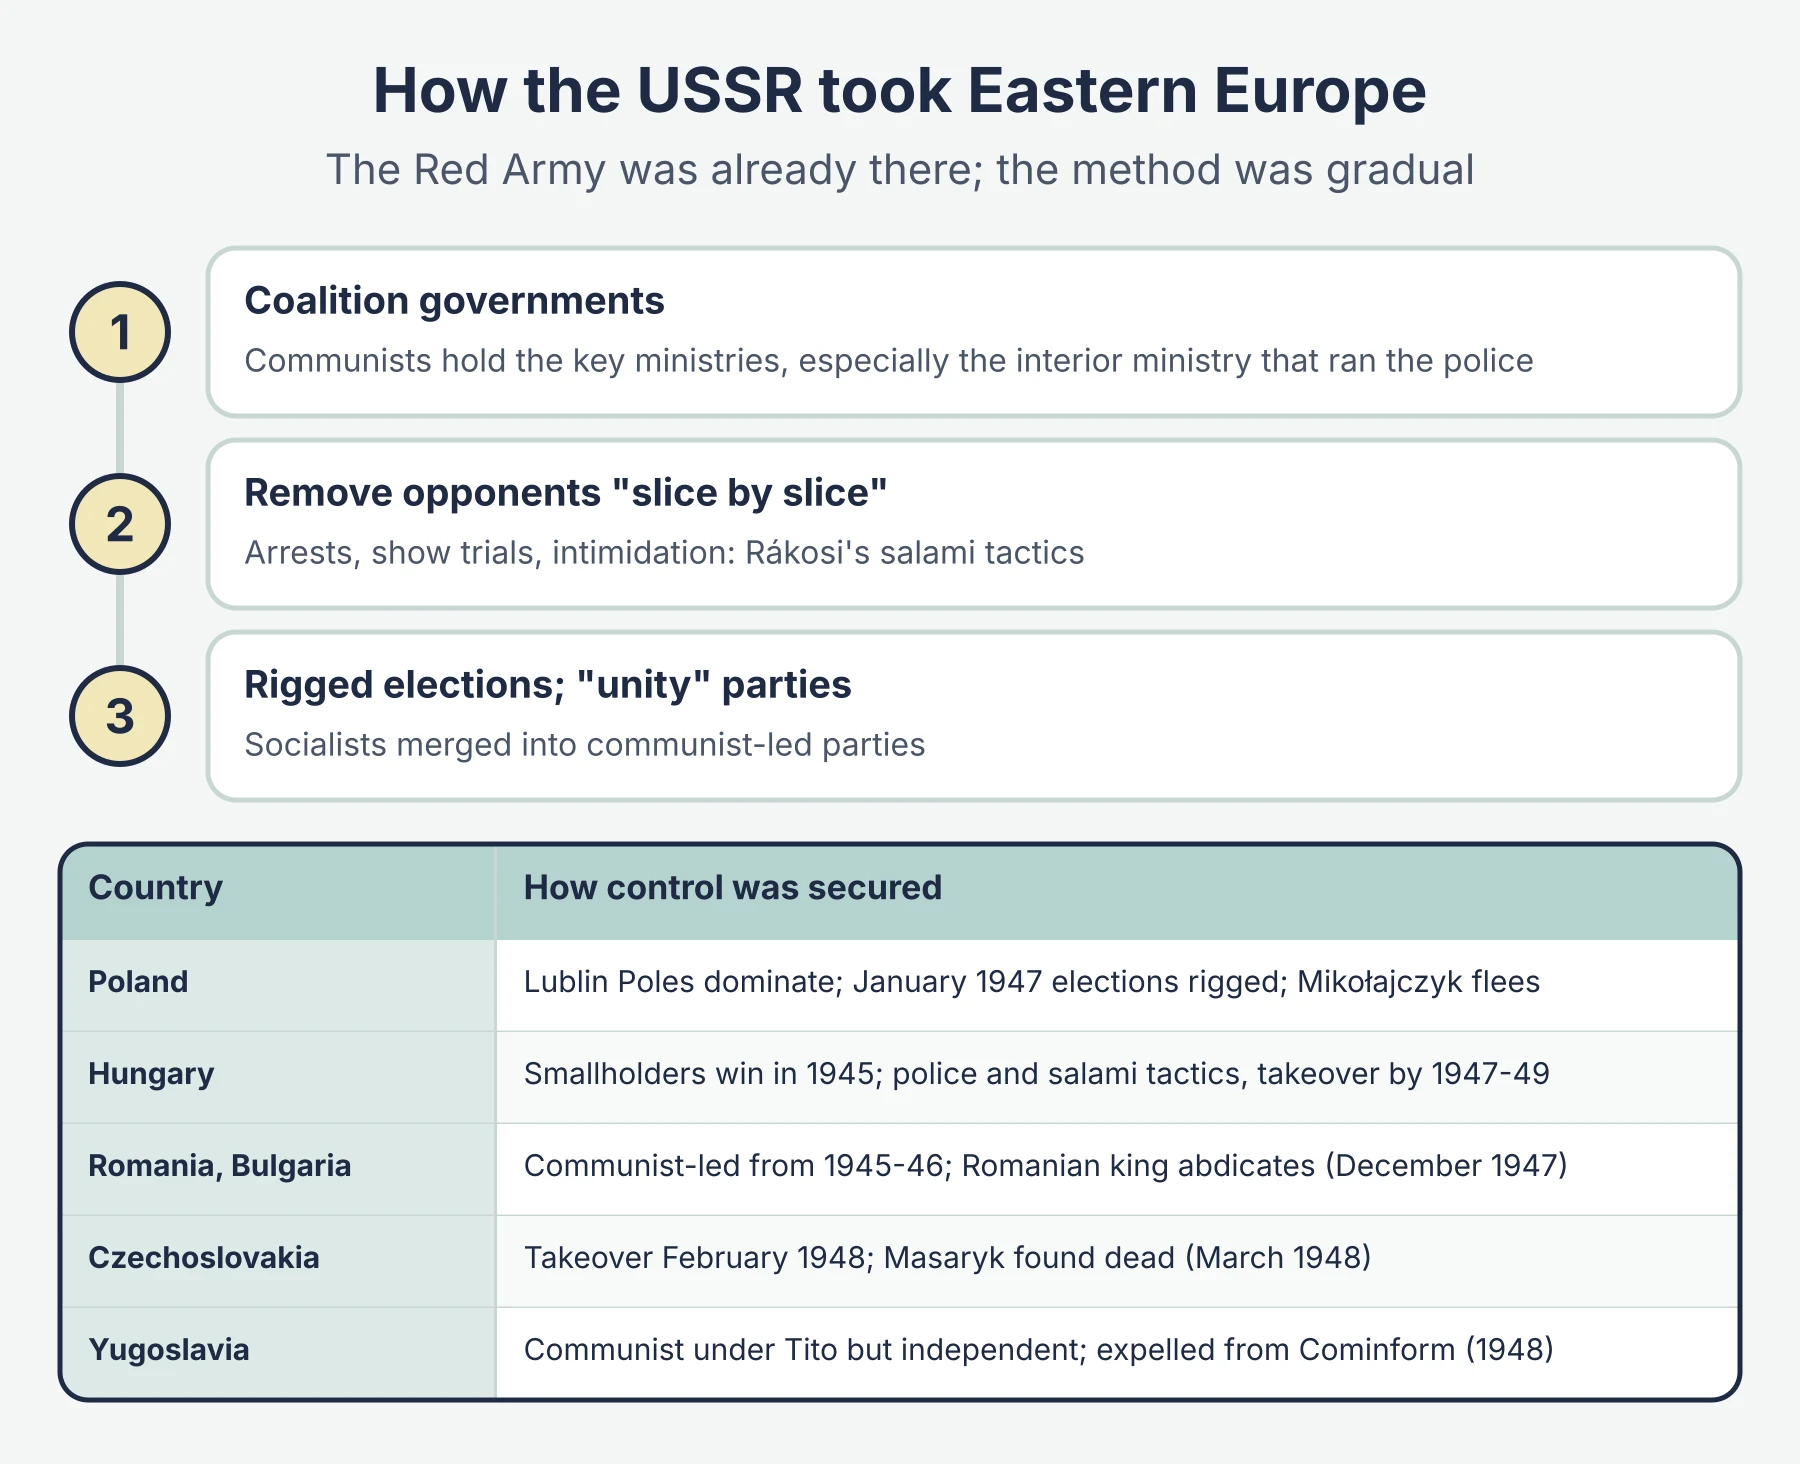 How the USSR took Eastern Europe
The Red Army was already there; the method was gradual
1
Coalition governments
Communists hold the key ministries, especially the interior ministry that ran the police
2
Remove opponents "slice by slice"
Arrests, show trials, intimidation: Rákosi's salami tactics
3
Rigged elections; "unity" parties
Socialists merged into communist-led parties
Country How control was secured
Poland Lublin Poles dominate; January 1947 elections rigged; Mikołajczyk flees
Hungary Smallholders win in 1945; police and salami tactics, takeover by 1947-49
Romania, Bulgaria Communist-led from 1945-46; Romanian king abdicates (December 1947)
Czechoslovakia Takeover February 1948; Masaryk found dead (March 1948)
Yugoslavia Communist under Tito but independent; expelled from Cominform (1948)